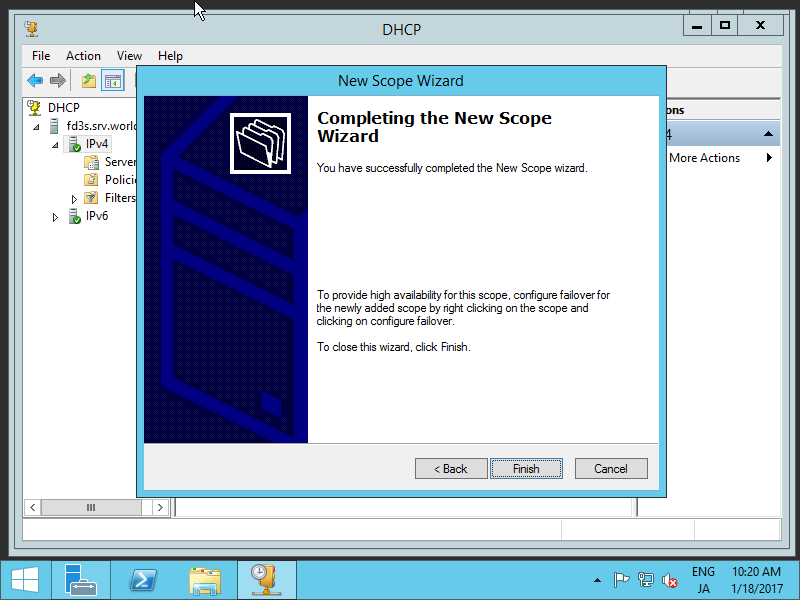 DHCP
File Action View Help
New Scope Wizard
DHCP
fd3s.srv.world
IPv4
Server
Policie
Filters
IPv6
Completing the New Scope
Wizard
You have successfully completed the New Scope wizard.
To provide high availability for this scope, configure failover for
the newly added scope by right clicking on the scope and
clicking on configure failover.
To close this wizard, click Finish.
< Back
Finish
Cancel
ons
4
More Actions
ENG
JA
10:20 AM
1/18/2017